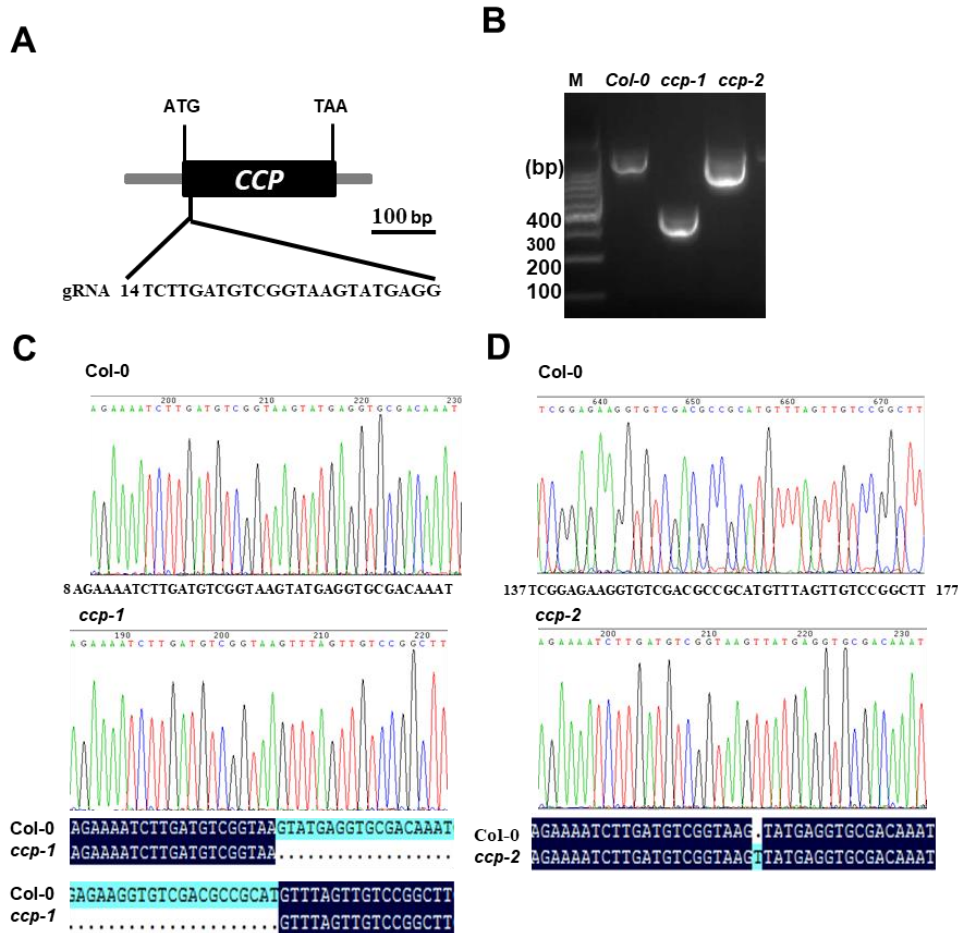 A
ATG TAA
CCP
100 bp
gRNA 14 TCTTGATGTCGGTAAGTATGAGG
B
M Col-0 ccp-1 ccp-2
(bp)
400
300
200
100
C
Col-0
200 210 220 230
AGAAAATCTTGATGTCGGTAAGTATGAGGTGCGACAAAT
8 AGAAAATCTTGATGTCGGTAAGTATGAGGTGCGACAAAT
ccp-1
190 200 210 220
AGAAAATCTTGATGTCGGTAAGTTTAGTTGTCCGGCTT
Col-0 AGAAAATCTTGATGTCGGTAAGTATGAGGTGCGACAAAT
ccp-1 AGAAAATCTTGATGTCGGTAA..................
Col-0 GAGAAGGTGTCGACGCCGCATGTTTAGTTGTCCGGCTT
ccp-1 .....................GTTTAGTTGTCCGGCTT
D
Col-0
640 650 660 670
TCGGAGAAGGTGTCGACGCCGCATGTTTAGTTGTCCGGCTT
137 TCGGAGAAGGTGTCGACGCCGCATGTTTAGTTGTCCGGCTT 177
ccp-2
200 210 220 230
AGAAAATCTTGATGTCGGTAAGTTATGAGGTGCGACAAAT
Col-0 AGAAAATCTTGATGTCGGTAAG.TATGAGGTGCGACAAAT
ccp-2 AGAAAATCTTGATGTCGGTAAGTTATGAGGTGCGACAAAT